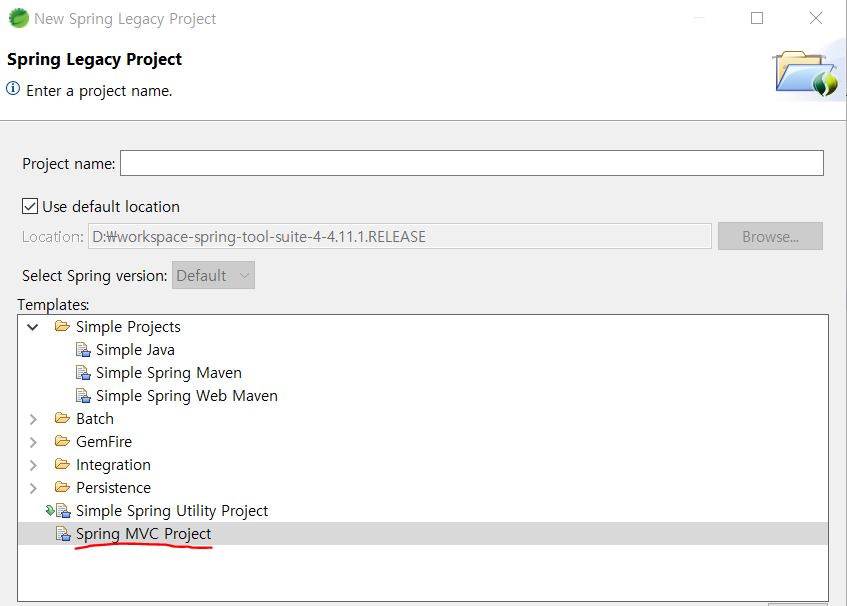 New Spring Legacy Project
Spring Legacy Project
Enter a project name.
Project name:
Use default location
Location: D:₩workspace-spring-tool-suite-4-4.11.1.RELEASE Browse...
Select Spring version: Default
Templates:
Simple Projects
Simple Java
Simple Spring Maven
Simple Spring Web Maven
Batch
GemFire
Integration
Persistence
Simple Spring Utility Project
Spring MVC Project